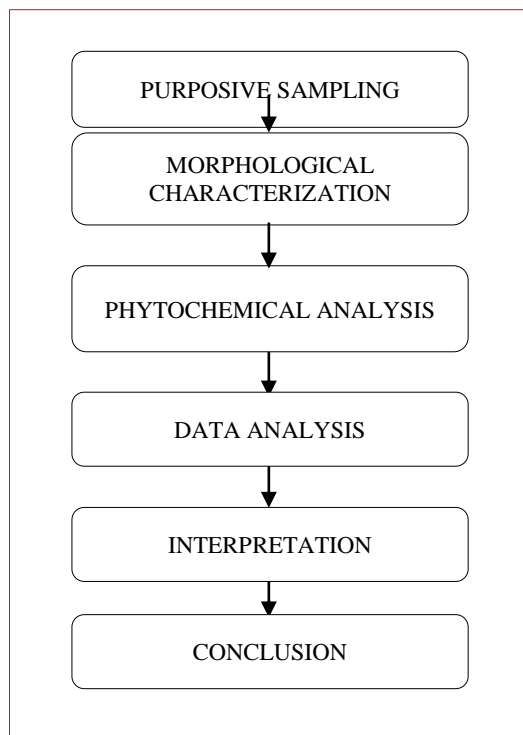 PURPOSIVE SAMPLING
MORPHOLOGICAL
CHARACTERIZATION
PHYTOCHEMICAL ANALYSIS
DATA ANALYSIS
INTERPRETATION
CONCLUSION